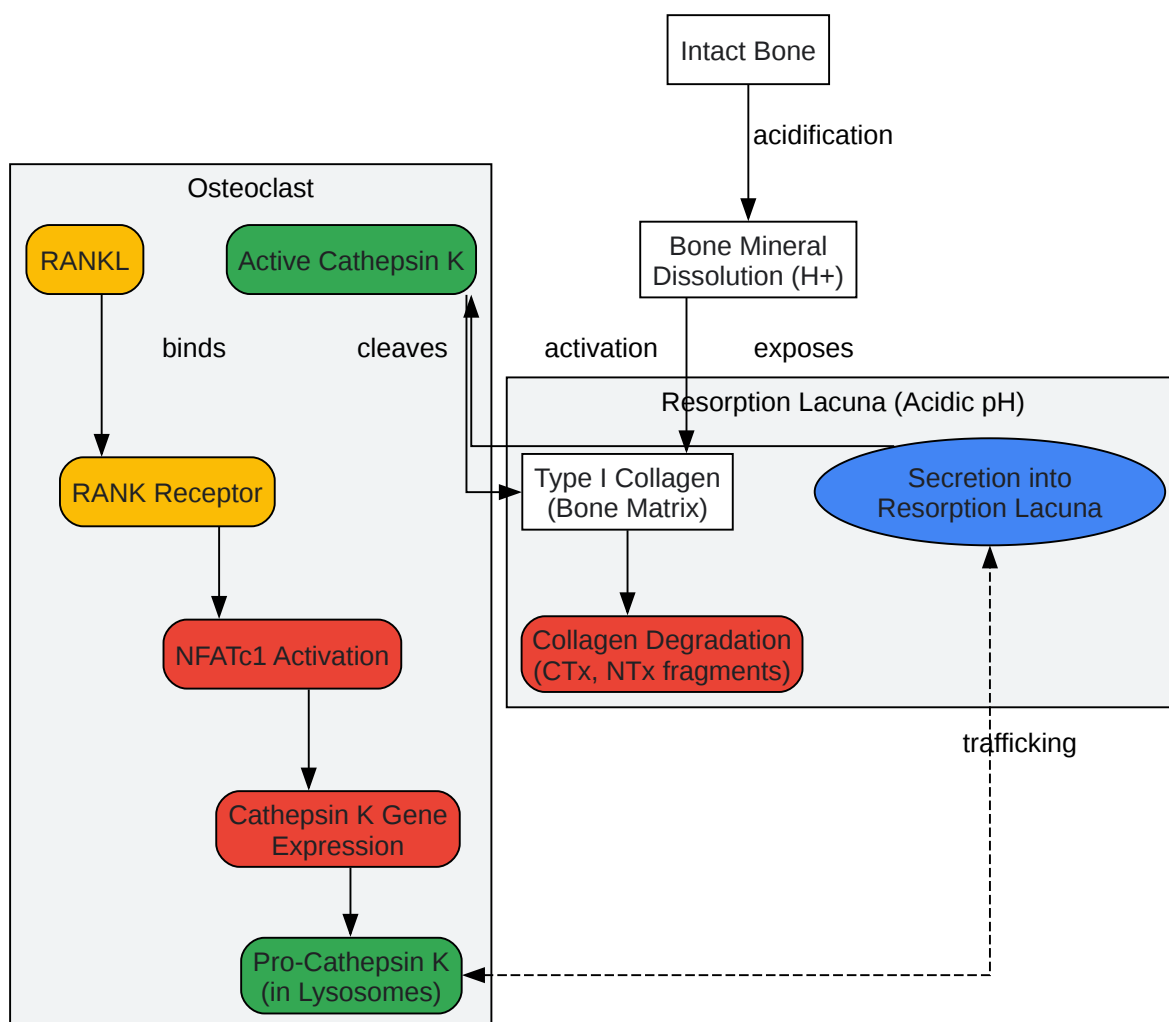 Intact Bone
acidification
Osteoclast
RANKL
Active Cathepsin K
Bone Mineral
Dissolution (H+)
binds
cleaves
activation
exposes
Resorption Lacuna (Acidic pH)
RANK Receptor
Type I Collagen
(Bone Matrix)
Secretion into
Resorption Lacuna
NFATc1 Activation
Collagen Degradation
(CTx, NTx fragments)
trafficking
Cathepsin K Gene
Expression
Pro-Cathepsin K
(in Lysosomes)